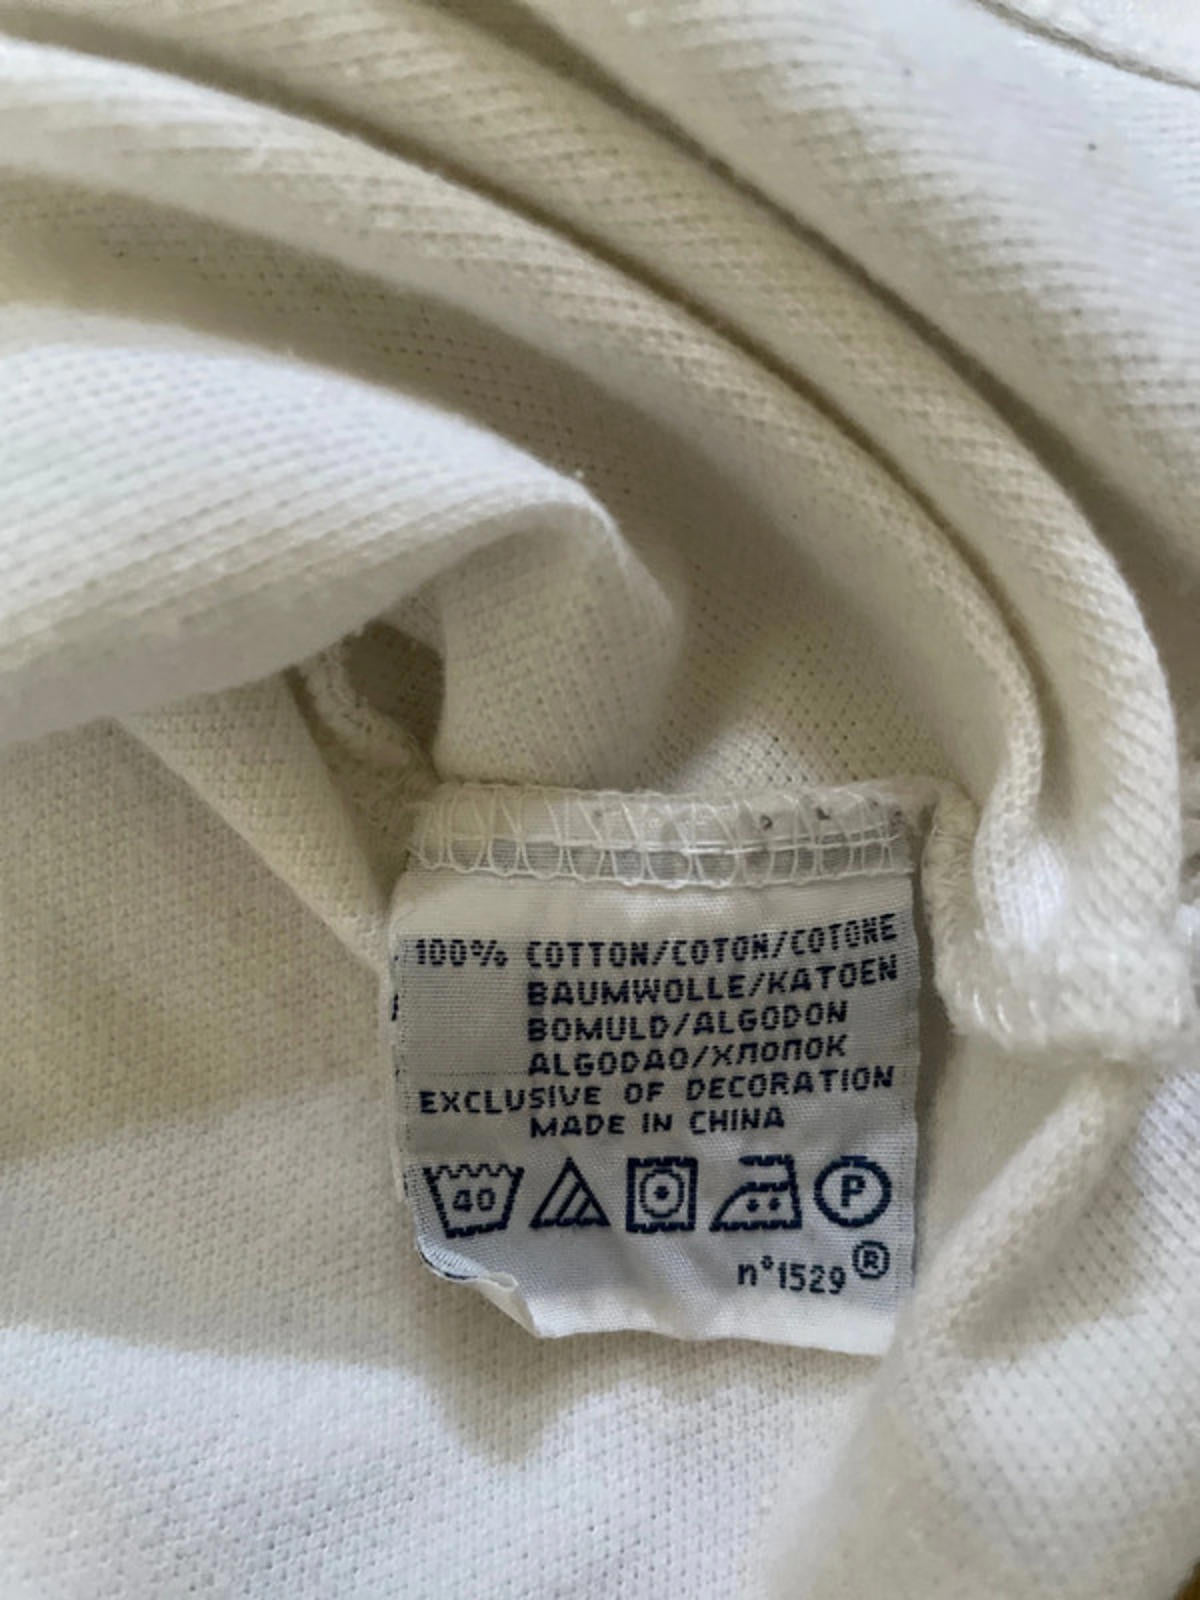 100% COTTON/COTON/COTONE
BAUMWOLLE/KATOEN
BOMULD/ALGODON
ALGODAO/ХЛОПОК
EXCLUSIVE OF DECORATION
MADE IN CHINA
40 P
n°1529®